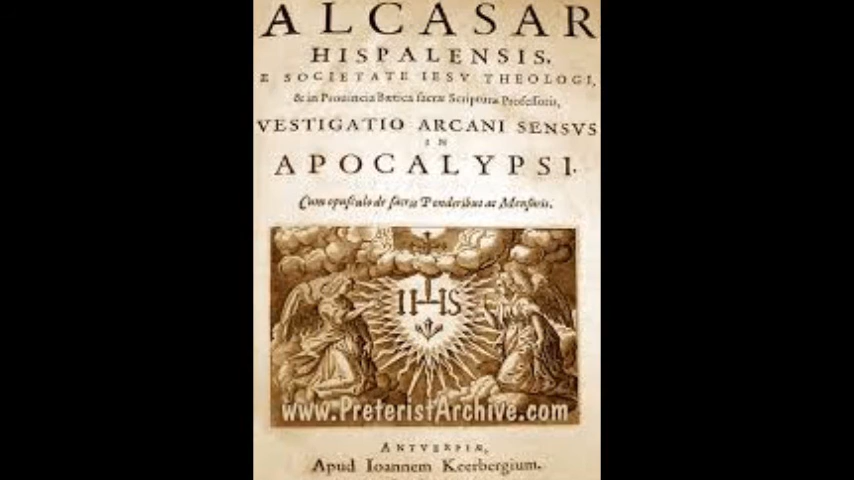 ALCASAR
HISPALENSIS,
E SOCIETATE IESV THEOLOGI,
& in Prouincia Bætica sacræ Scripturæ Professoris,
VESTIGATIO ARCANI SENSVS
IN
APOCALYPSI.
Cum opusculo de sacris Ponderibus ac Mensuris.
IHS
www.PreteristArchive.com
ANTVERPIÆ,
Apud Ioannem Keerbergium.